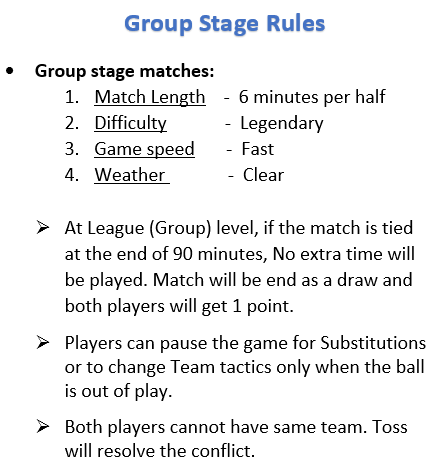 Group Stage Rules
• Group stage matches:
1. Match Length - 6 minutes per half
2. Difficulty - Legendary
3. Game speed - Fast
4. Weather - Clear
➢ At League (Group) level, if the match is tied
at the end of 90 minutes, No extra time will
be played. Match will be end as a draw and
both players will get 1 point.
➢ Players can pause the game for Substitutions
or to change Team tactics only when the ball
is out of play.
➢ Both players cannot have same team. Toss
will resolve the conflict.